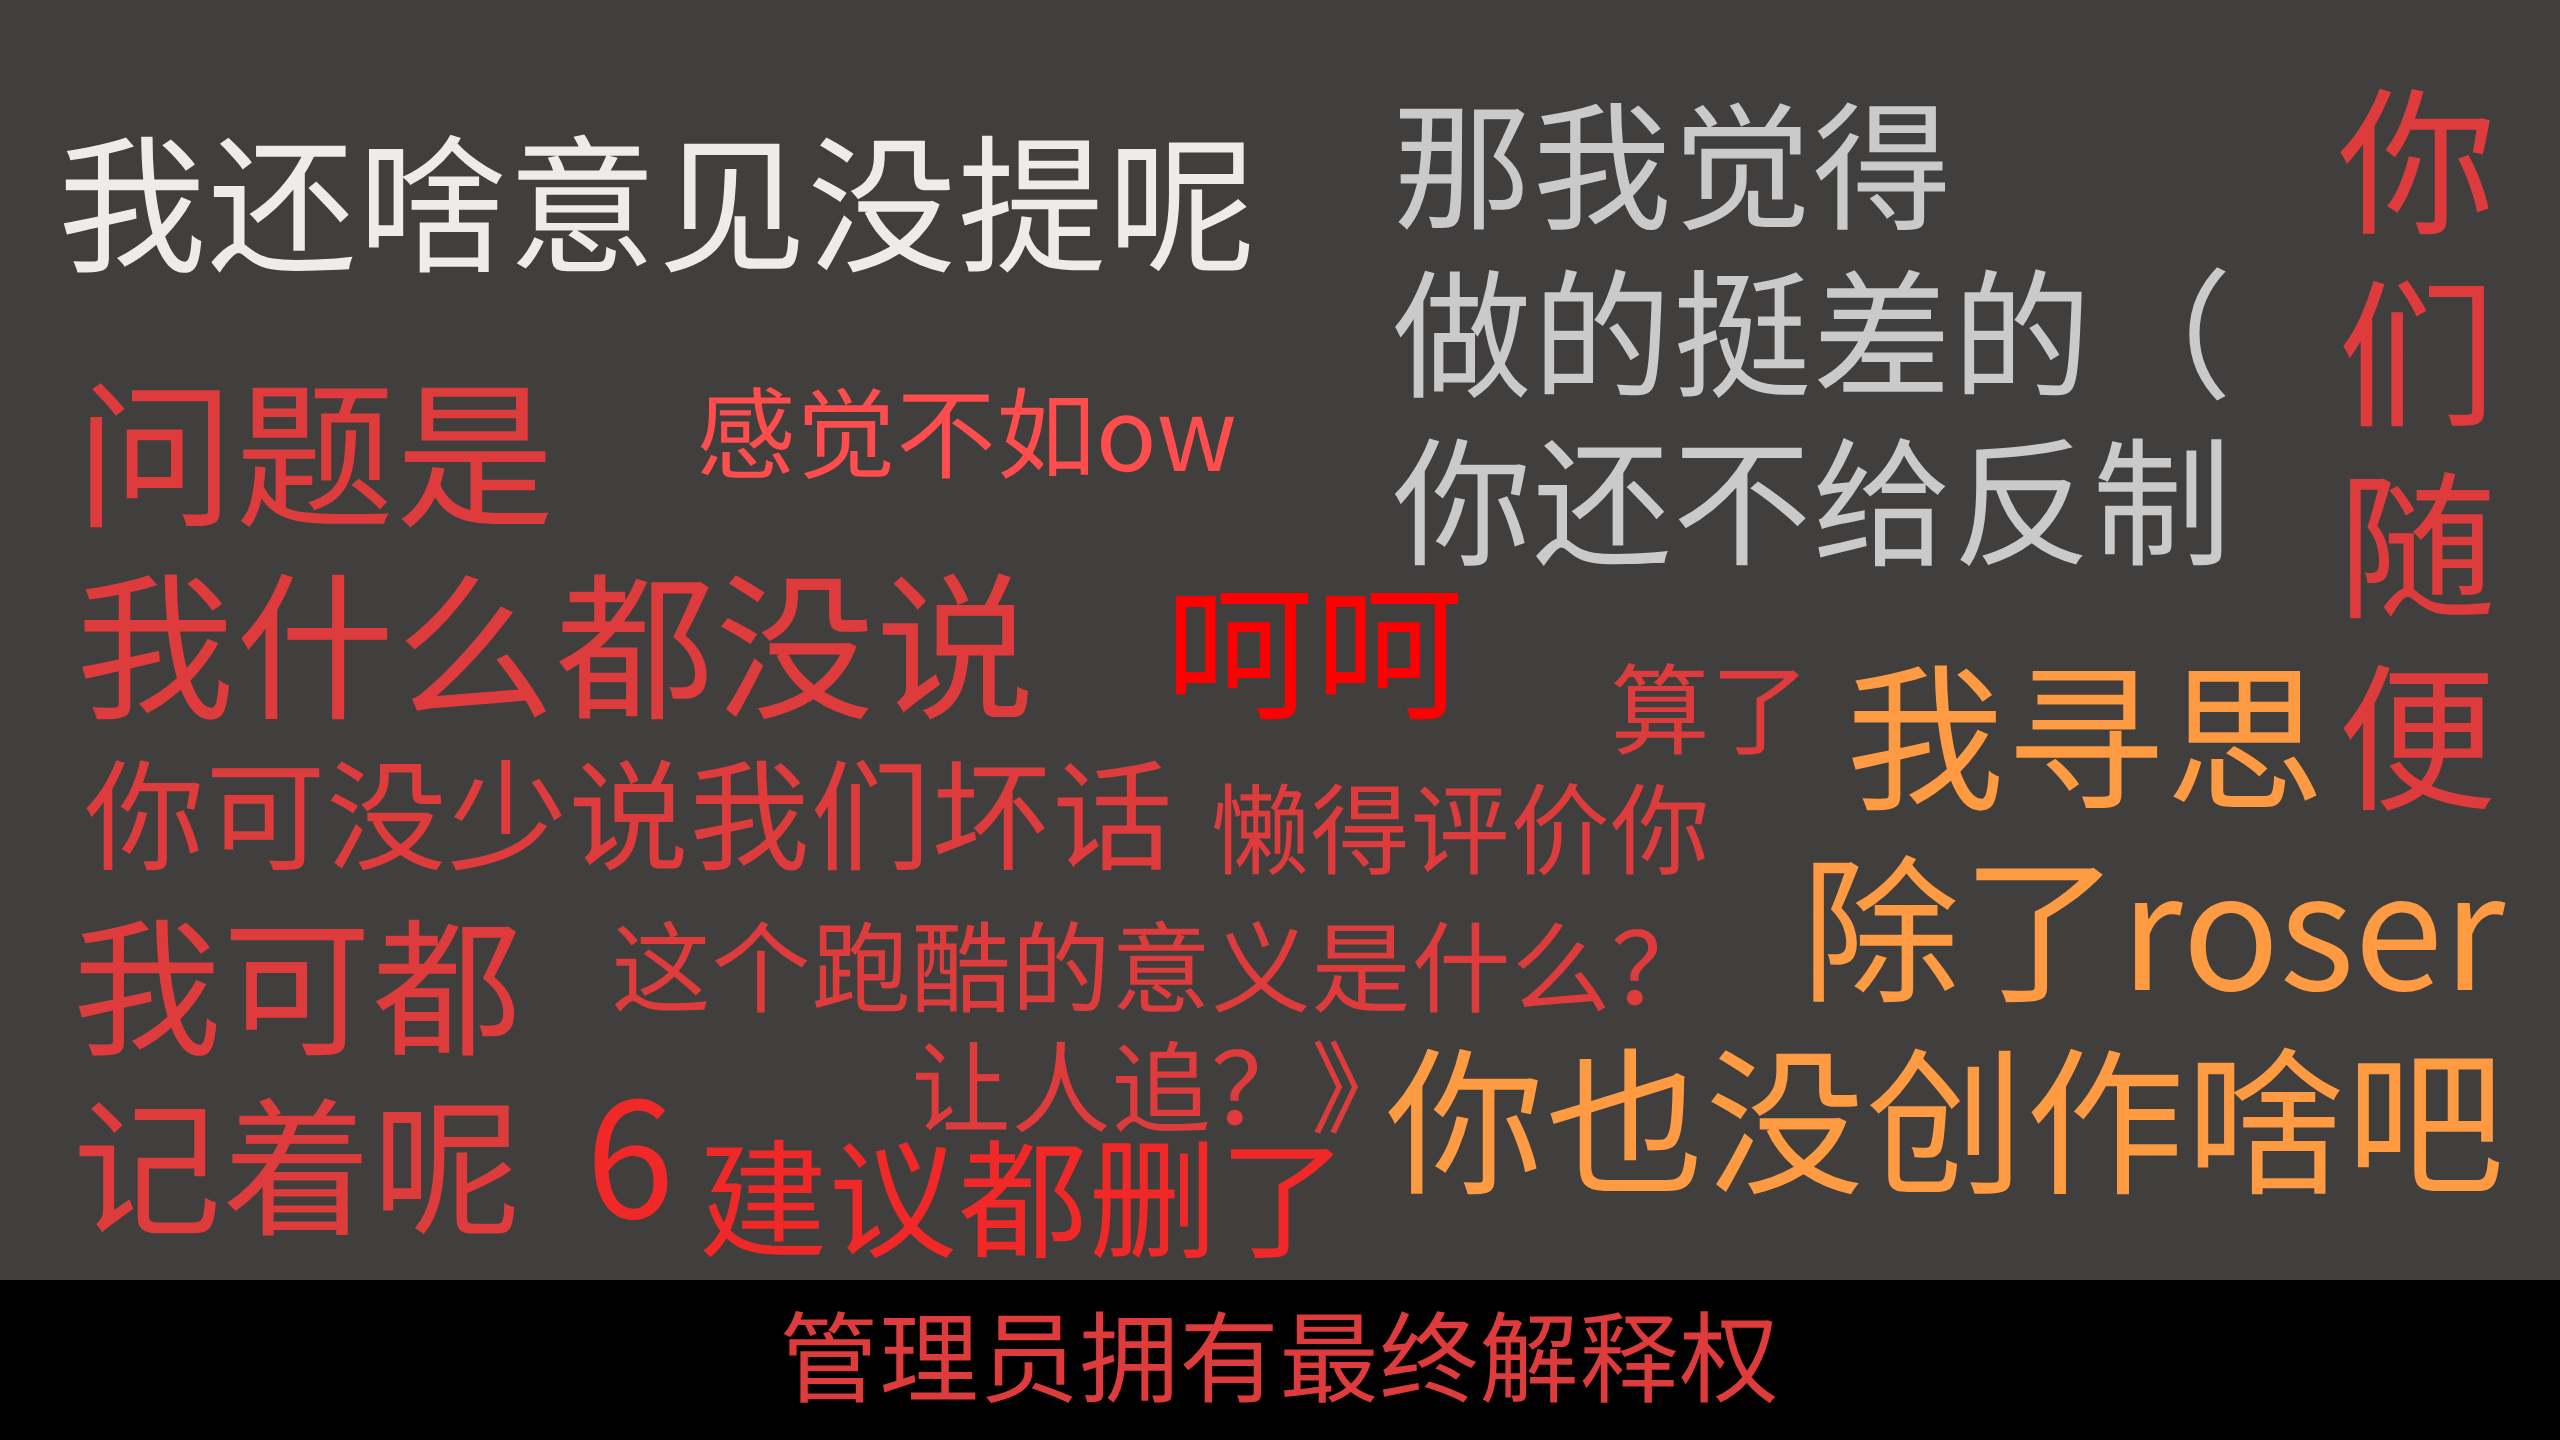 我还啥意见没提呢
那我觉得
做的挺差的（
你还不给反制
你们随便
问题是
我什么都没说
感觉不如ow
呵呵
你可没少说我们坏话
算了
懒得评价你
我寻思
除了roser
你也没创作啥吧
我可都
记着呢
这个跑酷的意义是什么？
让人追？》
6
建议都删了
管理员拥有最终解释权